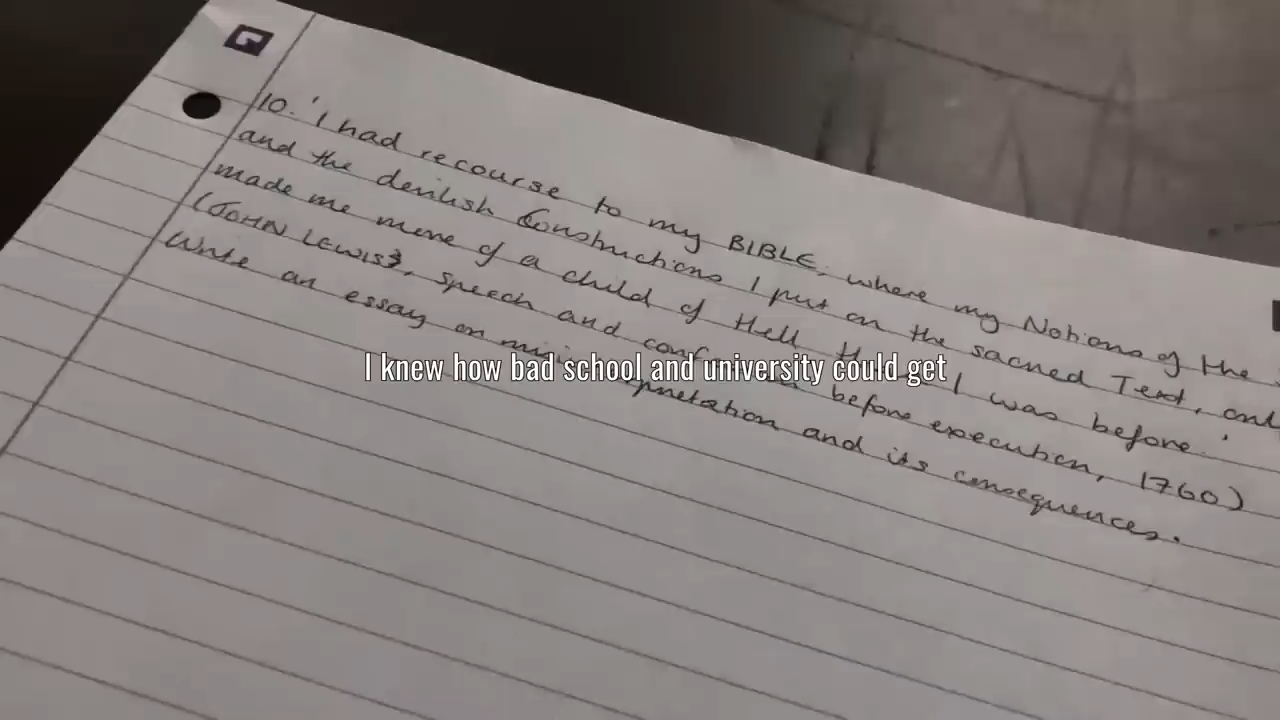 10. 'I had recourse to my BIBLE, where my Notions of the
and the devilish Constructions I put on the sacred Text, only
made me more of a child of Hell than I was before.'
(JOHN LEWIS, speech and confession before execution, 1760)
Write an essay on misinterpretation and its consequences.
I knew how bad school and university could get